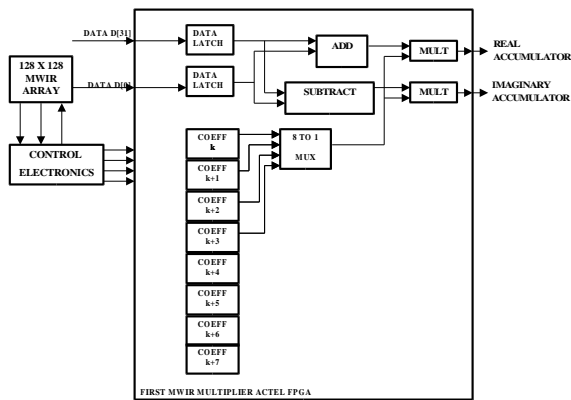 DATA D[31]
DATA
LATCH
ADD
MULT
REAL
ACCUMULATOR
128 X 128
MWIR
ARRAY
DATA D[0]
DATA
LATCH
SUBTRACT
MULT
IMAGINARY
ACCUMULATOR
CONTROL
ELECTRONICS
COEFF
k
8 TO 1
MUX
COEFF
k+1
COEFF
k+2
COEFF
k+3
COEFF
k+4
COEFF
k+5
COEFF
k+6
COEFF
k+7
FIRST MWIR MULTIPLIER ACTEL FPGA